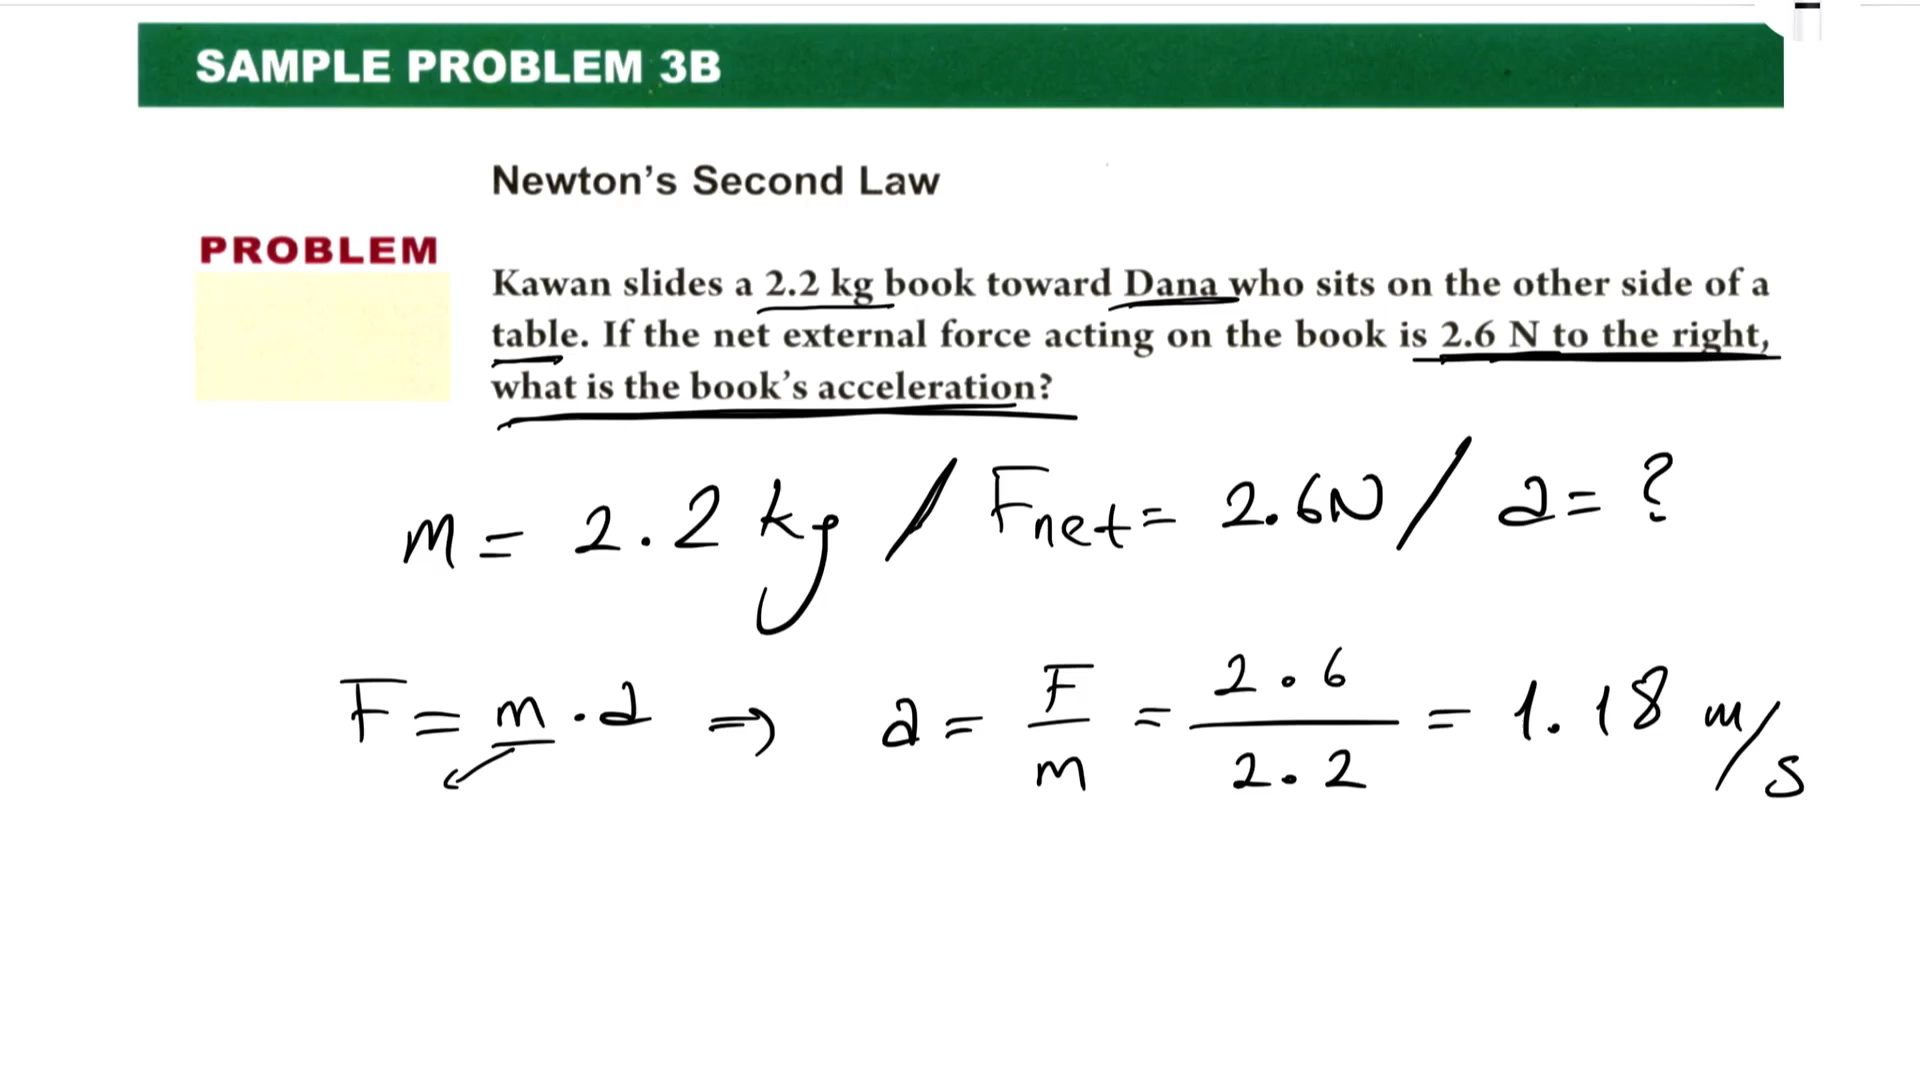 SAMPLE PROBLEM 3B
Newton's Second Law
PROBLEM
Kawan slides a 2.2 kg book toward Dana who sits on the other side of a
table. If the net external force acting on the book is 2.6 N to the right,
what is the book's acceleration?
m = 2.2 kg / Fnet = 2.6N / a = ?
F = m · a ⇒ a = F/m = 2.6/2.2 = 1.18 m/s